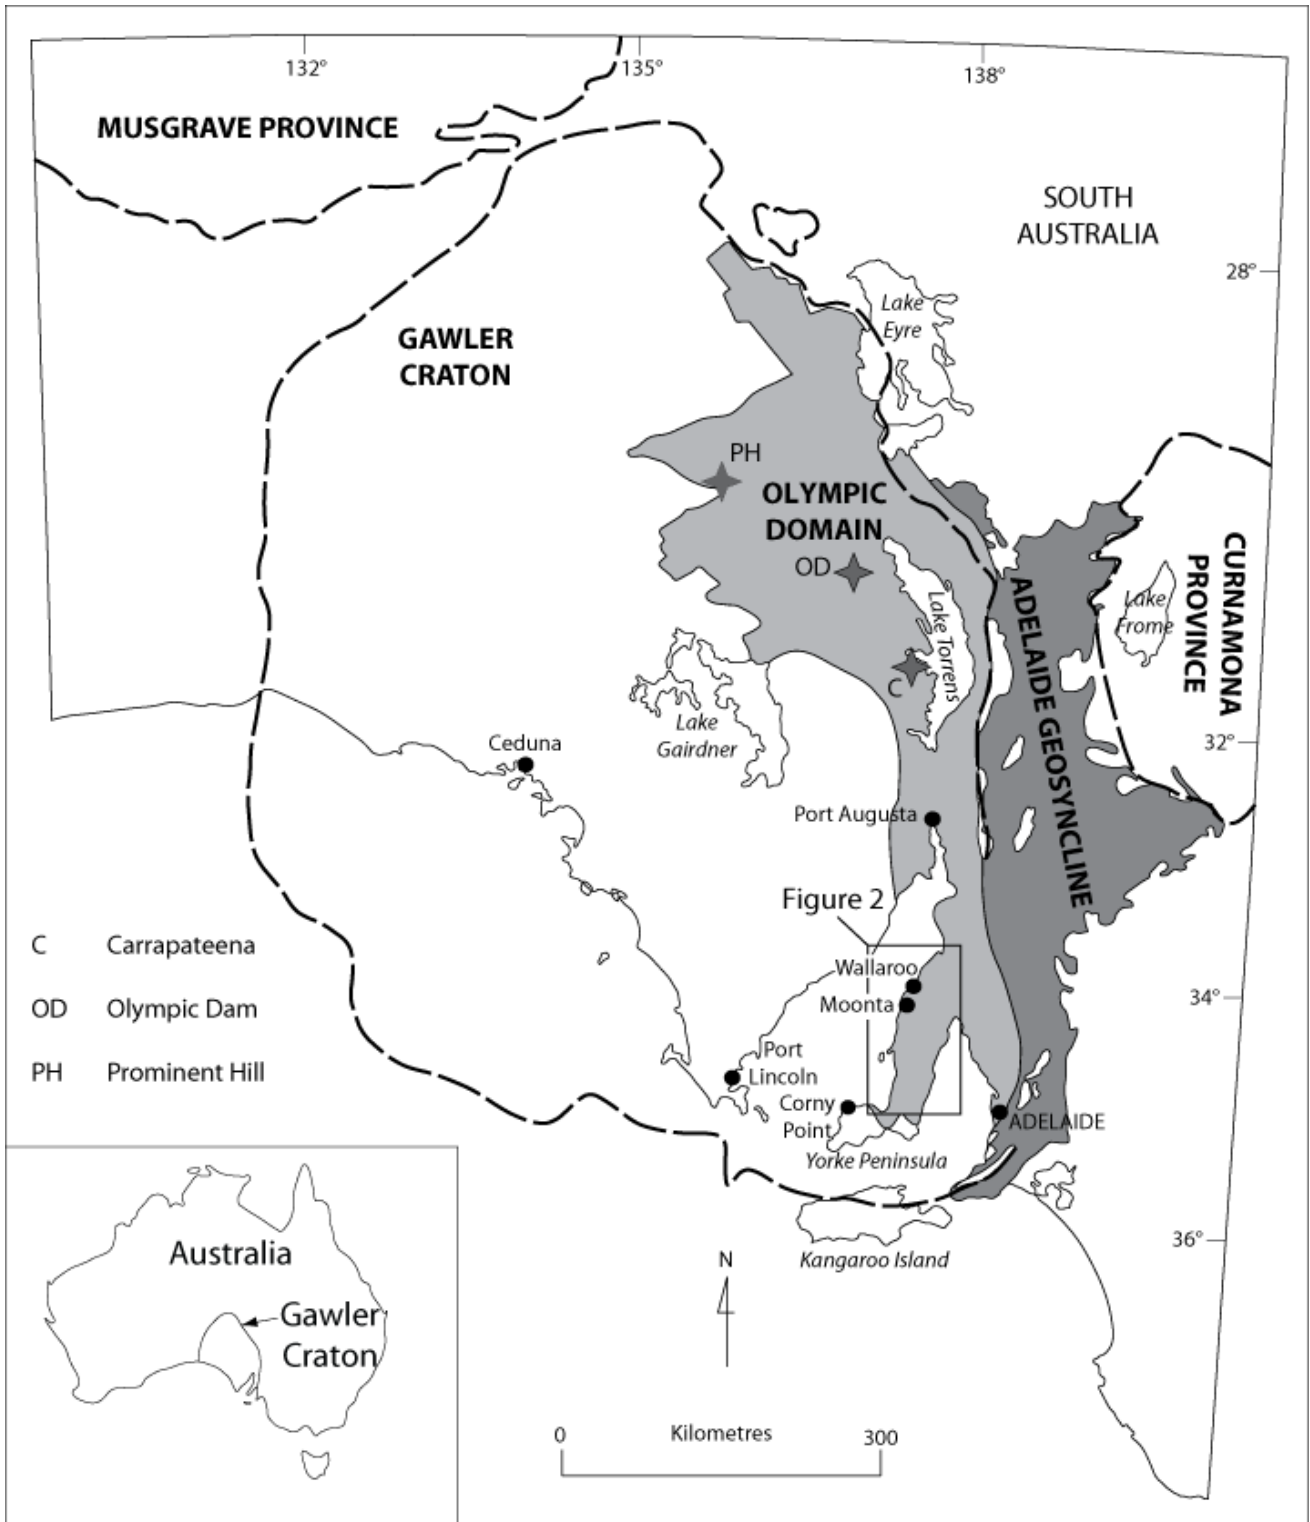 132°
135°
138°
MUSGRAVE PROVINCE
SOUTH
AUSTRALIA
28°
Lake
Eyre
GAWLER
CRATON
PH
OLYMPIC
DOMAIN
OD
CURNAMONA
PROVINCE
Lake
Frome
ADELAIDE GEOSYNCLINE
Lake Torrens
C
Lake
Gairdner
32°
Ceduna
Port Augusta
Figure 2
C Carrapateena
Wallaroo
34°
OD Olympic Dam
Moonta
PH Prominent Hill
Port
Lincoln
Corny
Point
ADELAIDE
Yorke Peninsula
36°
Kangaroo Island
N
Australia
Gawler
Craton
0 Kilometres 300